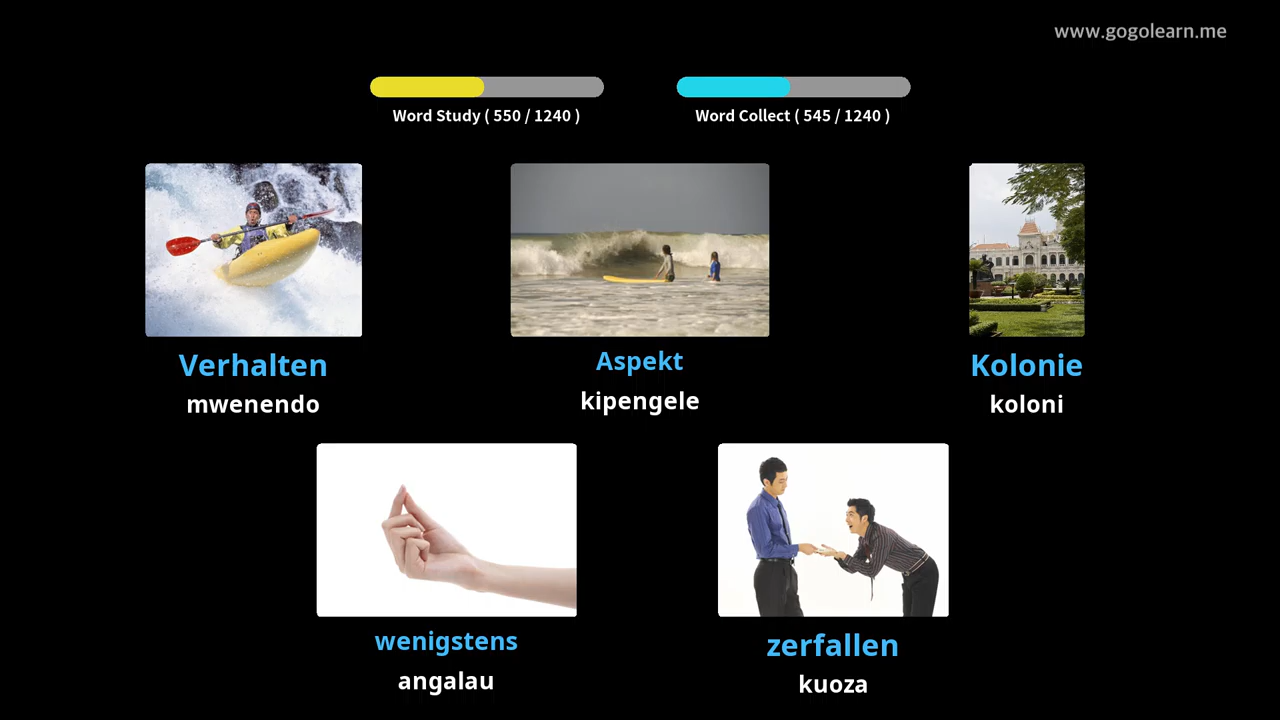 www.gogolearn.me
Word Study ( 550 / 1240 )
Word Collect ( 545 / 1240 )
Verhalten
mwenendo
Aspekt
kipengele
Kolonie
koloni
wenigstens
angalau
zerfallen
kuoza